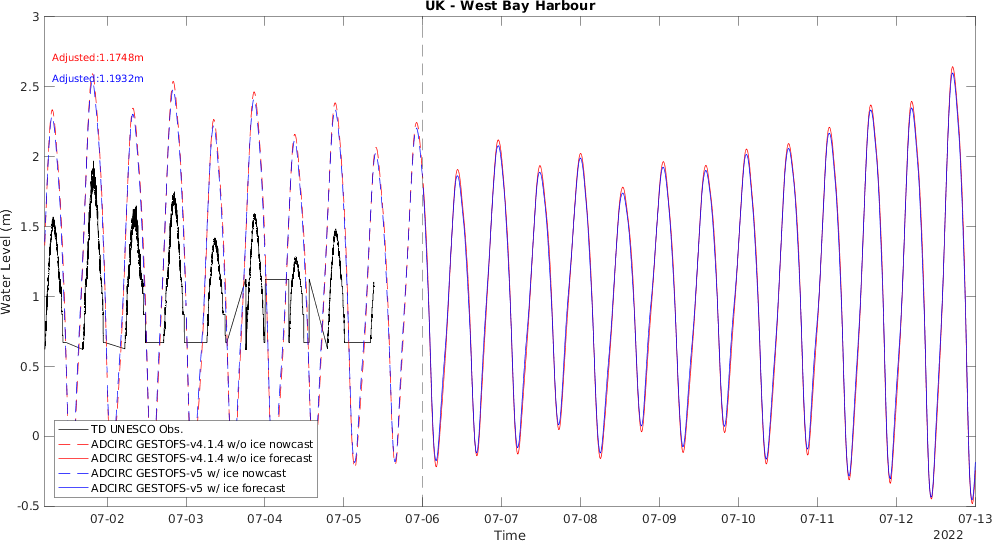 UK - West Bay Harbour
Adjusted:1.1748m
Adjusted:1.1932m
Water Level (m)
3
2.5
2
1.5
1
0.5
0
-0.5
TD UNESCO Obs.
ADCIRC GESTOFS-v4.1.4 w/o ice nowcast
ADCIRC GESTOFS-v4.1.4 w/o ice forecast
ADCIRC GESTOFS-v5 w/ ice nowcast
ADCIRC GESTOFS-v5 w/ ice forecast
07-02 07-03 07-04 07-05 07-06 07-07 07-08 07-09 07-10 07-11 07-12 07-13
Time
2022